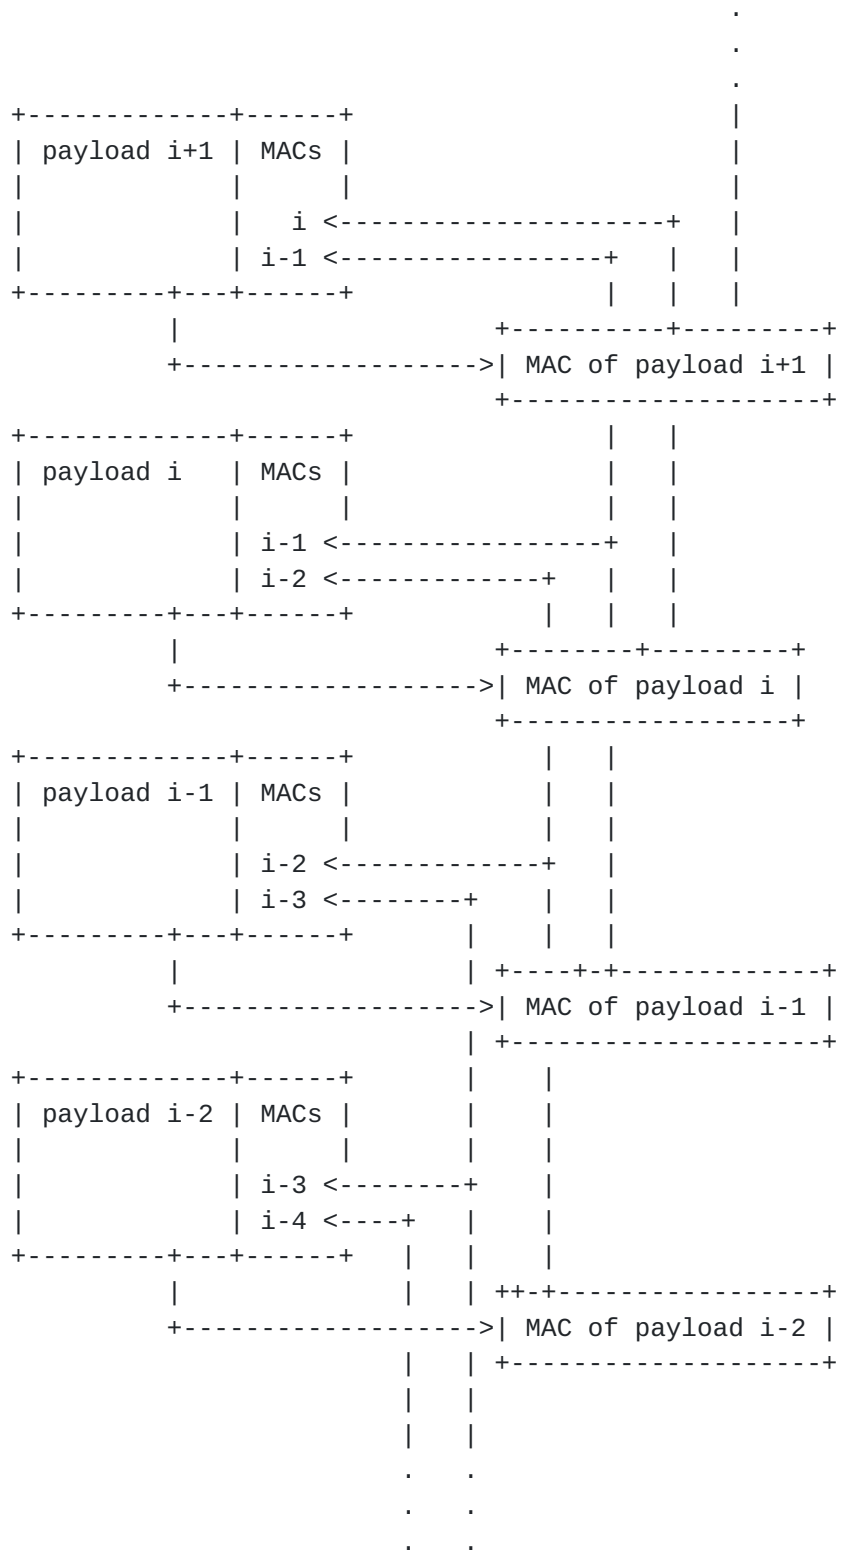 payload i+1 | MACs
i
i-1
MAC of payload i+1
payload i | MACs
i-1
i-2
MAC of payload i
payload i-1 | MACs
i-2
i-3
MAC of payload i-1
payload i-2 | MACs
i-3
i-4
MAC of payload i-2